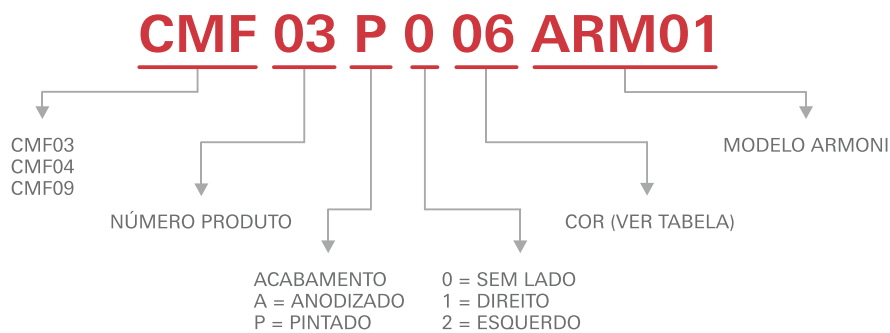 CMF 03 P 0 06 ARM01
CMF03
CMF04
CMF09
MODELO ARMONI
NÚMERO PRODUTO
COR (VER TABELA)
ACABAMENTO
A = ANODIZADO
P = PINTADO
0 = SEM LADO
1 = DIREITO
2 = ESQUERDO